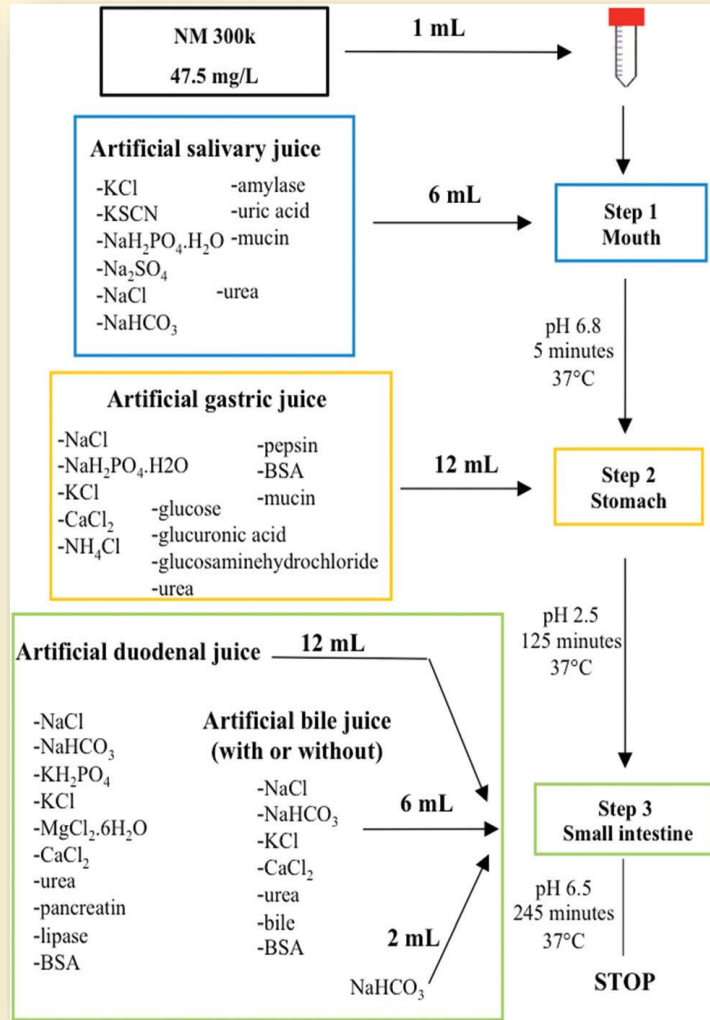 NM 300k
47.5 mg/L
1 mL
Artificial salivary juice
-KCl
-KSCN
-NaH₂PO₄.H₂O
-Na₂SO₄
-NaCl
-NaHCO₃
-amylase
-uric acid
-mucin
-urea
6 mL
Step 1
Mouth
pH 6.8
5 minutes
37°C
Artificial gastric juice
-NaCl
-NaH₂PO₄.H2O
-KCl
-CaCl₂
-NH₄Cl
-glucose
-glucuronic acid
-glucosaminehydrochloride
-urea
-pepsin
-BSA
-mucin
12 mL
Step 2
Stomach
pH 2.5
125 minutes
37°C
Artificial duodenal juice
12 mL
-NaCl
-NaHCO₃
-KH₂PO₄
-KCl
-MgCl₂.6H₂O
-CaCl₂
-urea
-pancreatin
-lipase
-BSA
Artificial bile juice
(with or without)
-NaCl
-NaHCO₃
-KCl
-CaCl₂
-urea
-bile
-BSA
6 mL
2 mL
NaHCO₃
Step 3
Small intestine
pH 6.5
245 minutes
37°C
STOP